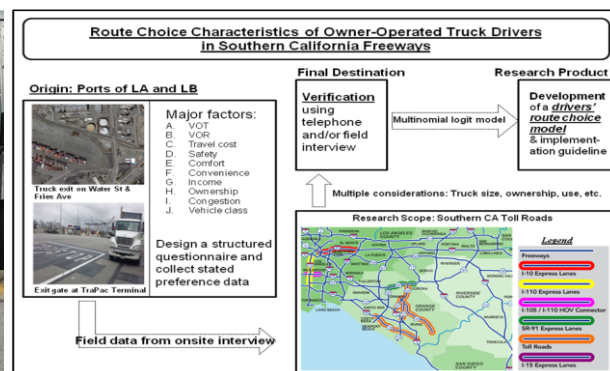 Route Choice Characteristics of Owner-Operated Truck Drivers
in Southern California Freeways
Origin: Ports of LA and LB
Truck exit on Water St &
Fries Ave
Exit gate at TraPac Terminal
Major factors:
A. VOT
B. VOR
C. Travel cost
D. Safety
E. Comfort
F. Convenience
G. Income
H. Ownership
I. Congestion
J. Vehicle class
Design a structured
questionnaire and
collect stated
preference data
Field data from onsite interview
Final Destination
Verification
using
telephone
and/or field
interview
Multinomial logit model
Research Product
Development
of a drivers'
route choice
model
& implement-
ation guideline
Multiple considerations: Truck size, ownership, use, etc.
Research Scope: Southern CA Toll Roads
LOS ANGELES
COUNTY
RIVERSIDE
COUNTY
ORANGE
COUNTY
SAN DIEGO
COUNTY
Legend
Freeways
I-10 Express Lanes
I-110 Express Lanes
I-105 / I-110 HOV Connector
SR-91 Express Lanes
Toll Roads
I-15 Express Lanes